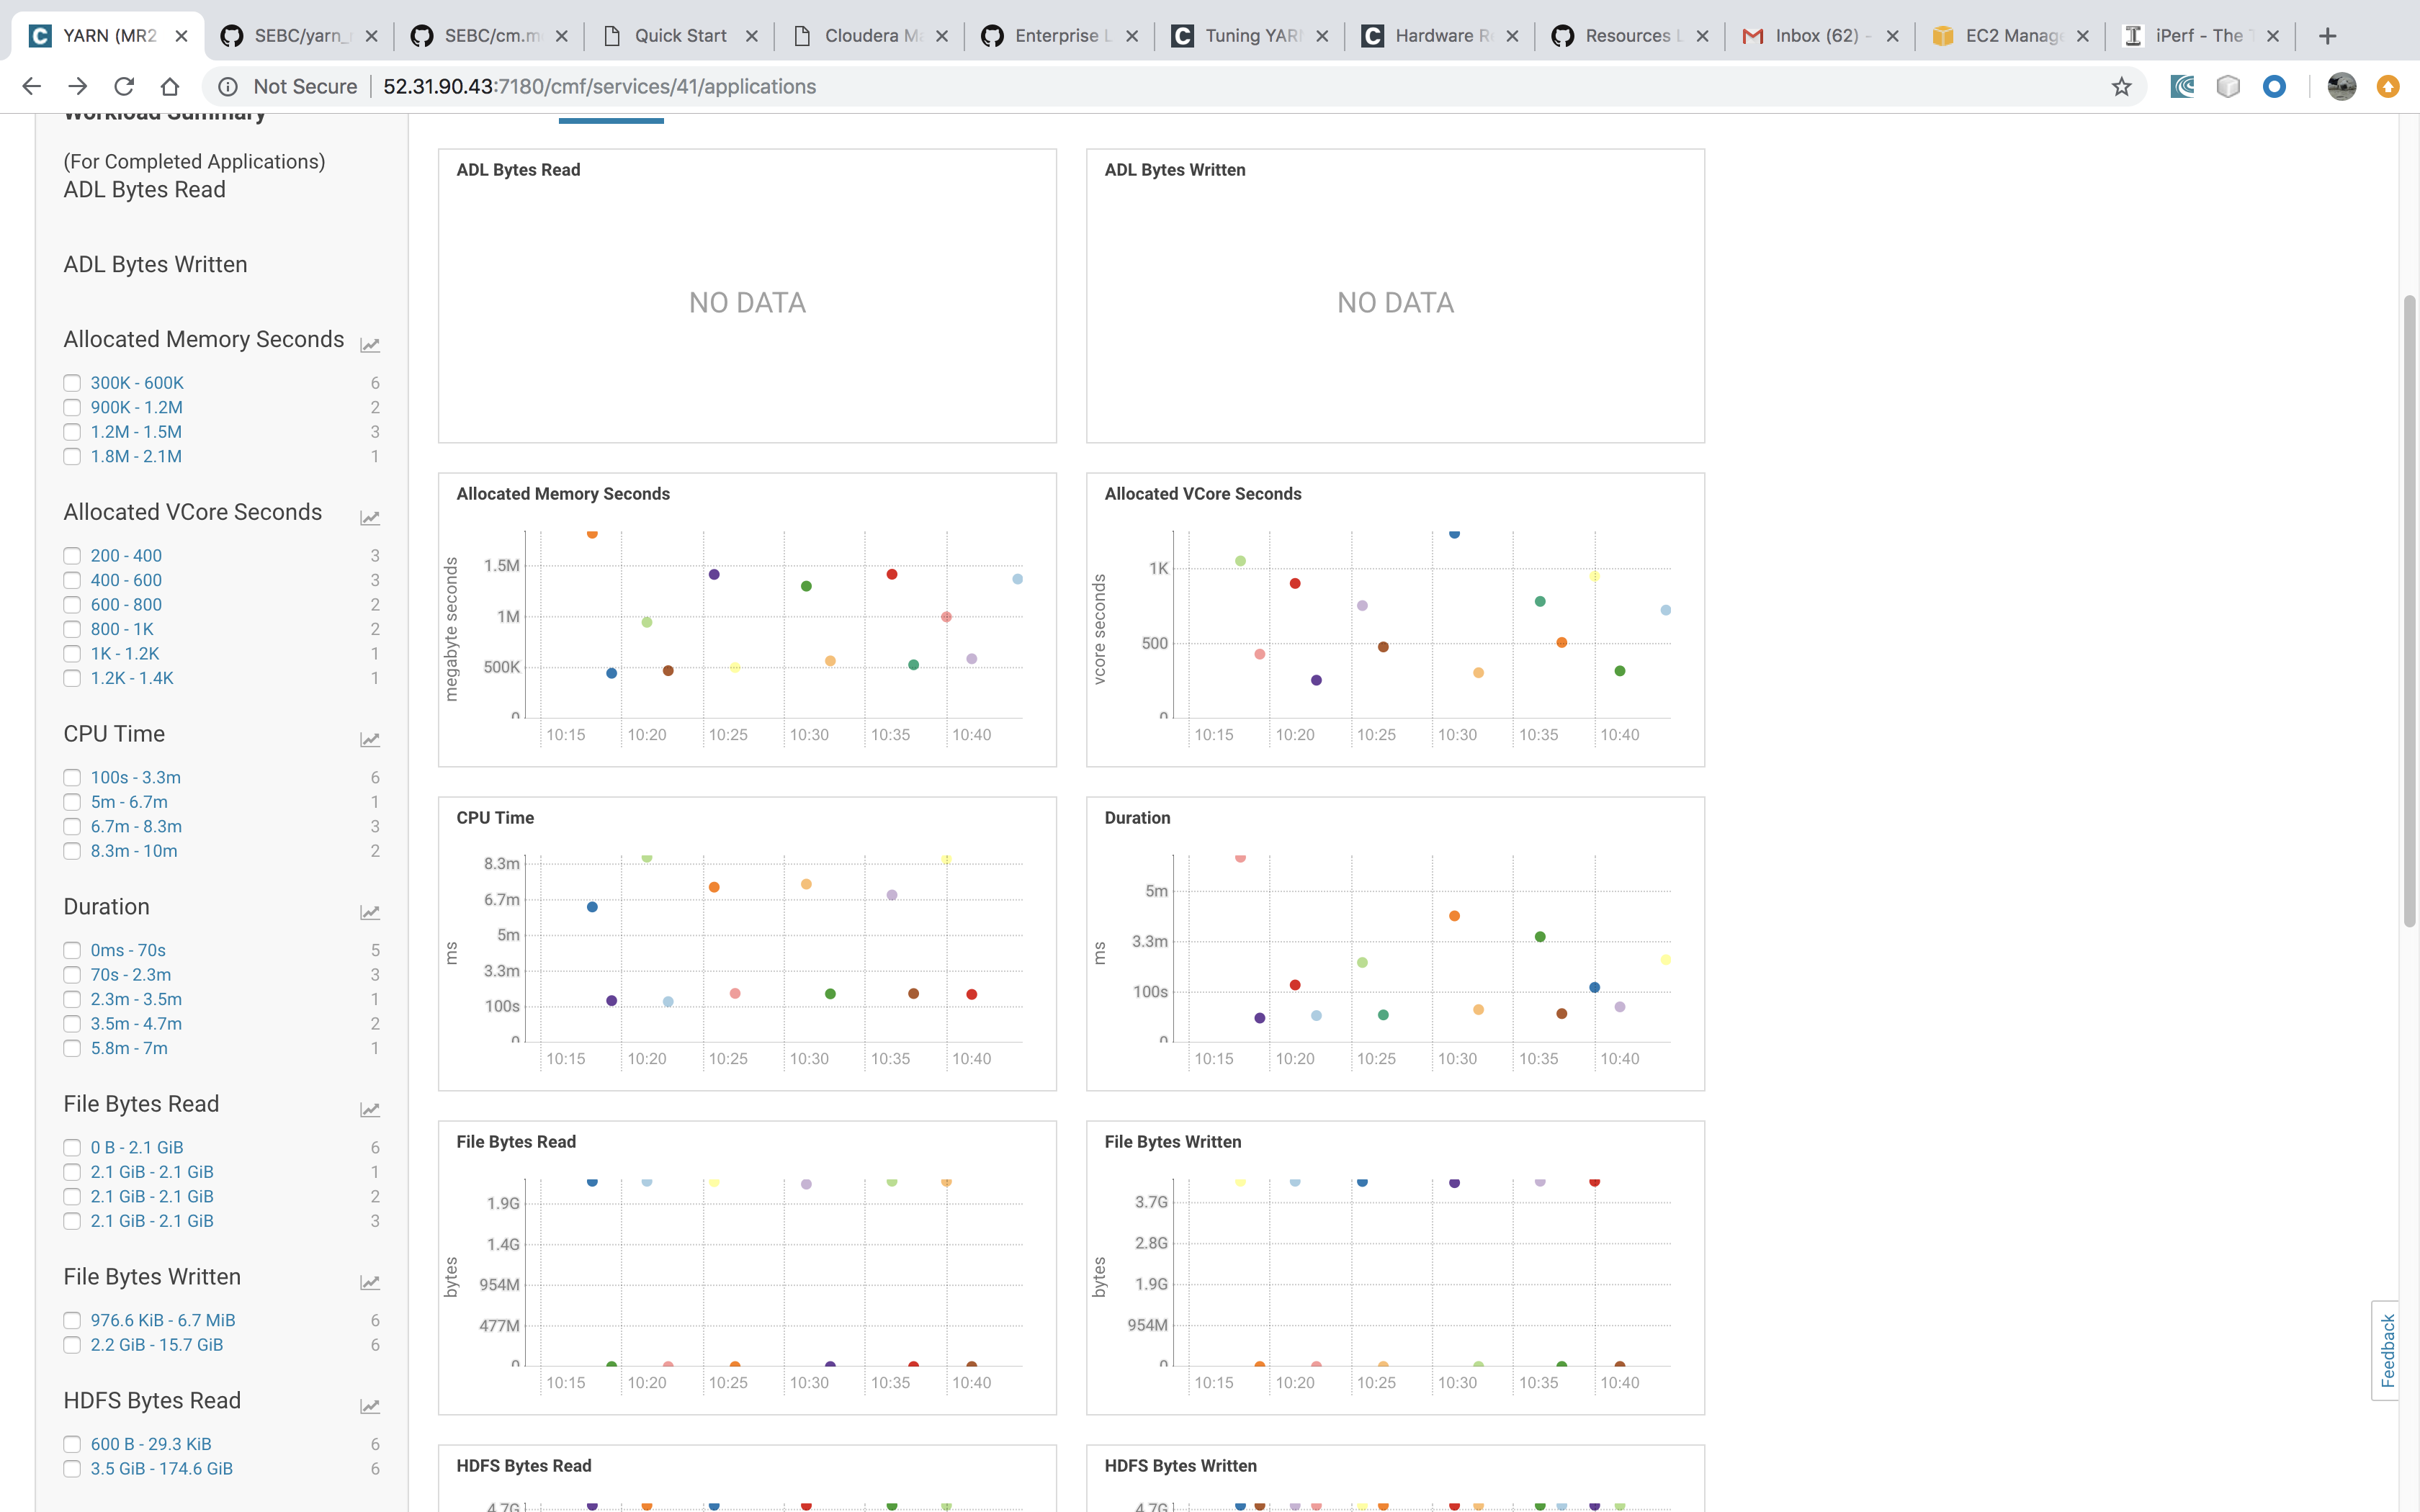 YARN (MR2
SEBC/yarn_
SEBC/cm.m
Quick Start
Cloudera Ma
Enterprise L
Tuning YAR
Hardware R
Resources L
Inbox (62) -
EC2 Manage
iPerf - The T
Not Secure
52.31.90.43:7180/cmf/services/41/applications
Workload Summary
(For Completed Applications)
ADL Bytes Read
ADL Bytes Written
Allocated Memory Seconds
300K - 600K 6
900K - 1.2M 2
1.2M - 1.5M 3
1.8M - 2.1M 1
Allocated VCore Seconds
200 - 400 3
400 - 600 3
600 - 800 2
800 - 1K 2
1K - 1.2K 1
1.2K - 1.4K 1
CPU Time
100s - 3.3m 6
5m - 6.7m 1
6.7m - 8.3m 3
8.3m - 10m 2
Duration
0ms - 70s 5
70s - 2.3m 3
2.3m - 3.5m 1
3.5m - 4.7m 2
5.8m - 7m 1
File Bytes Read
0 B - 2.1 GiB 6
2.1 GiB - 2.1 GiB 1
2.1 GiB - 2.1 GiB 2
2.1 GiB - 2.1 GiB 3
File Bytes Written
976.6 KiB - 6.7 MiB 6
2.2 GiB - 15.7 GiB 6
HDFS Bytes Read
600 B - 29.3 KiB 6
3.5 GiB - 174.6 GiB 6
ADL Bytes Read
NO DATA
ADL Bytes Written
NO DATA
Allocated Memory Seconds
megabyte seconds
1.5M
1M
500K
0
10:15 10:20 10:25 10:30 10:35 10:40
Allocated VCore Seconds
vcore seconds
1K
500
0
10:15 10:20 10:25 10:30 10:35 10:40
CPU Time
ms
8.3m
6.7m
5m
3.3m
100s
0
10:15 10:20 10:25 10:30 10:35 10:40
Duration
ms
5m
3.3m
100s
0
10:15 10:20 10:25 10:30 10:35 10:40
File Bytes Read
bytes
1.9G
1.4G
954M
477M
0
10:15 10:20 10:25 10:30 10:35 10:40
File Bytes Written
bytes
3.7G
2.8G
1.9G
954M
0
10:15 10:20 10:25 10:30 10:35 10:40
HDFS Bytes Read
4.7G
HDFS Bytes Written
4.7G
Feedback